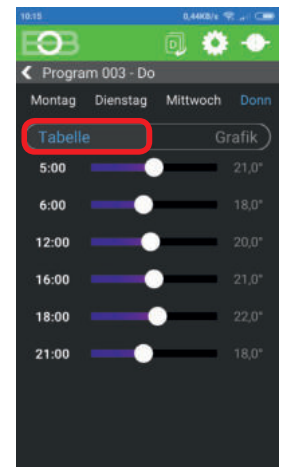 10:15 0,44KB/s
EOB D
Program 003 - Do
Montag Dienstag Mittwoch Donn
Tabelle Grafik
5:00 21,0°
6:00 18,0°
12:00 20,0°
16:00 21,0°
18:00 22,0°
21:00 18,0°